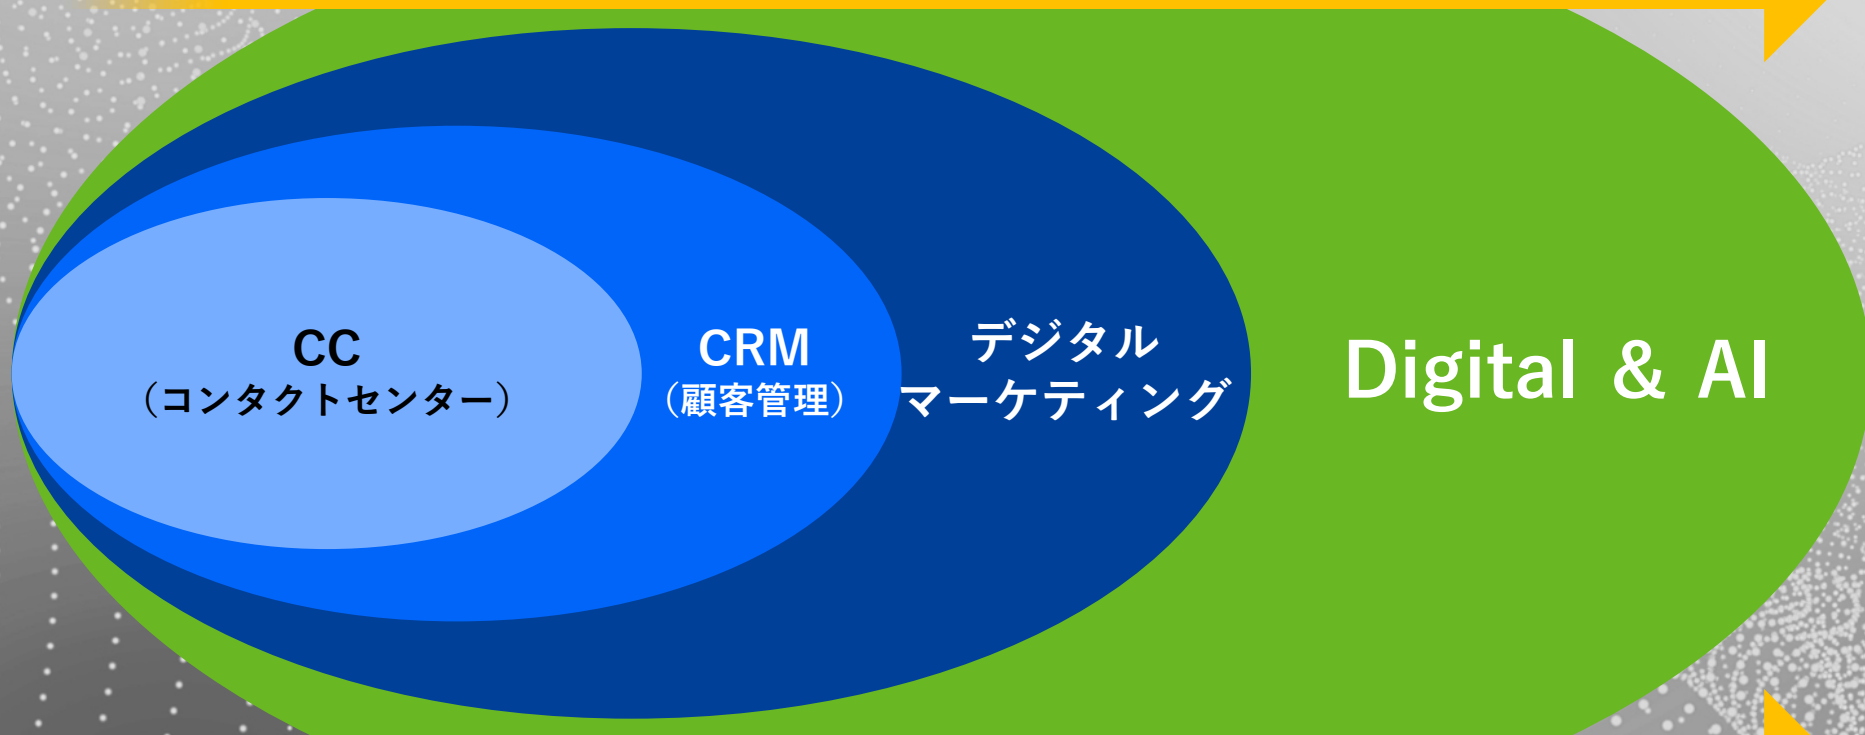 CC
（コンタクトセンター）
CRM
（顧客管理）
デジタル
マーケティング
Digital & AI